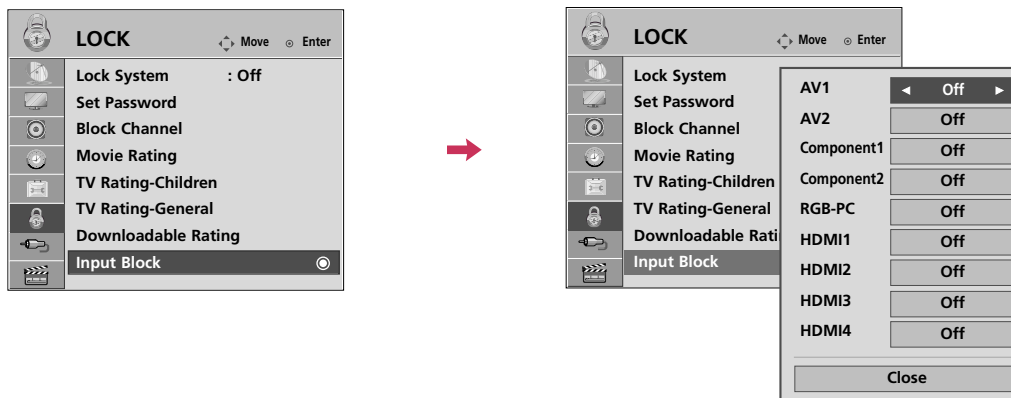 LOCK
Move Enter
Lock System : Off
Set Password
Block Channel
Movie Rating
TV Rating-Children
TV Rating-General
Downloadable Rating
Input Block
LOCK
Move Enter
Lock System
Set Password
Block Channel
Movie Rating
TV Rating-Children
TV Rating-General
Downloadable Rati
Input Block
AV1 ◄ Off ►
AV2 Off
Component1 Off
Component2 Off
RGB-PC Off
HDMI1 Off
HDMI2 Off
HDMI3 Off
HDMI4 Off
Close